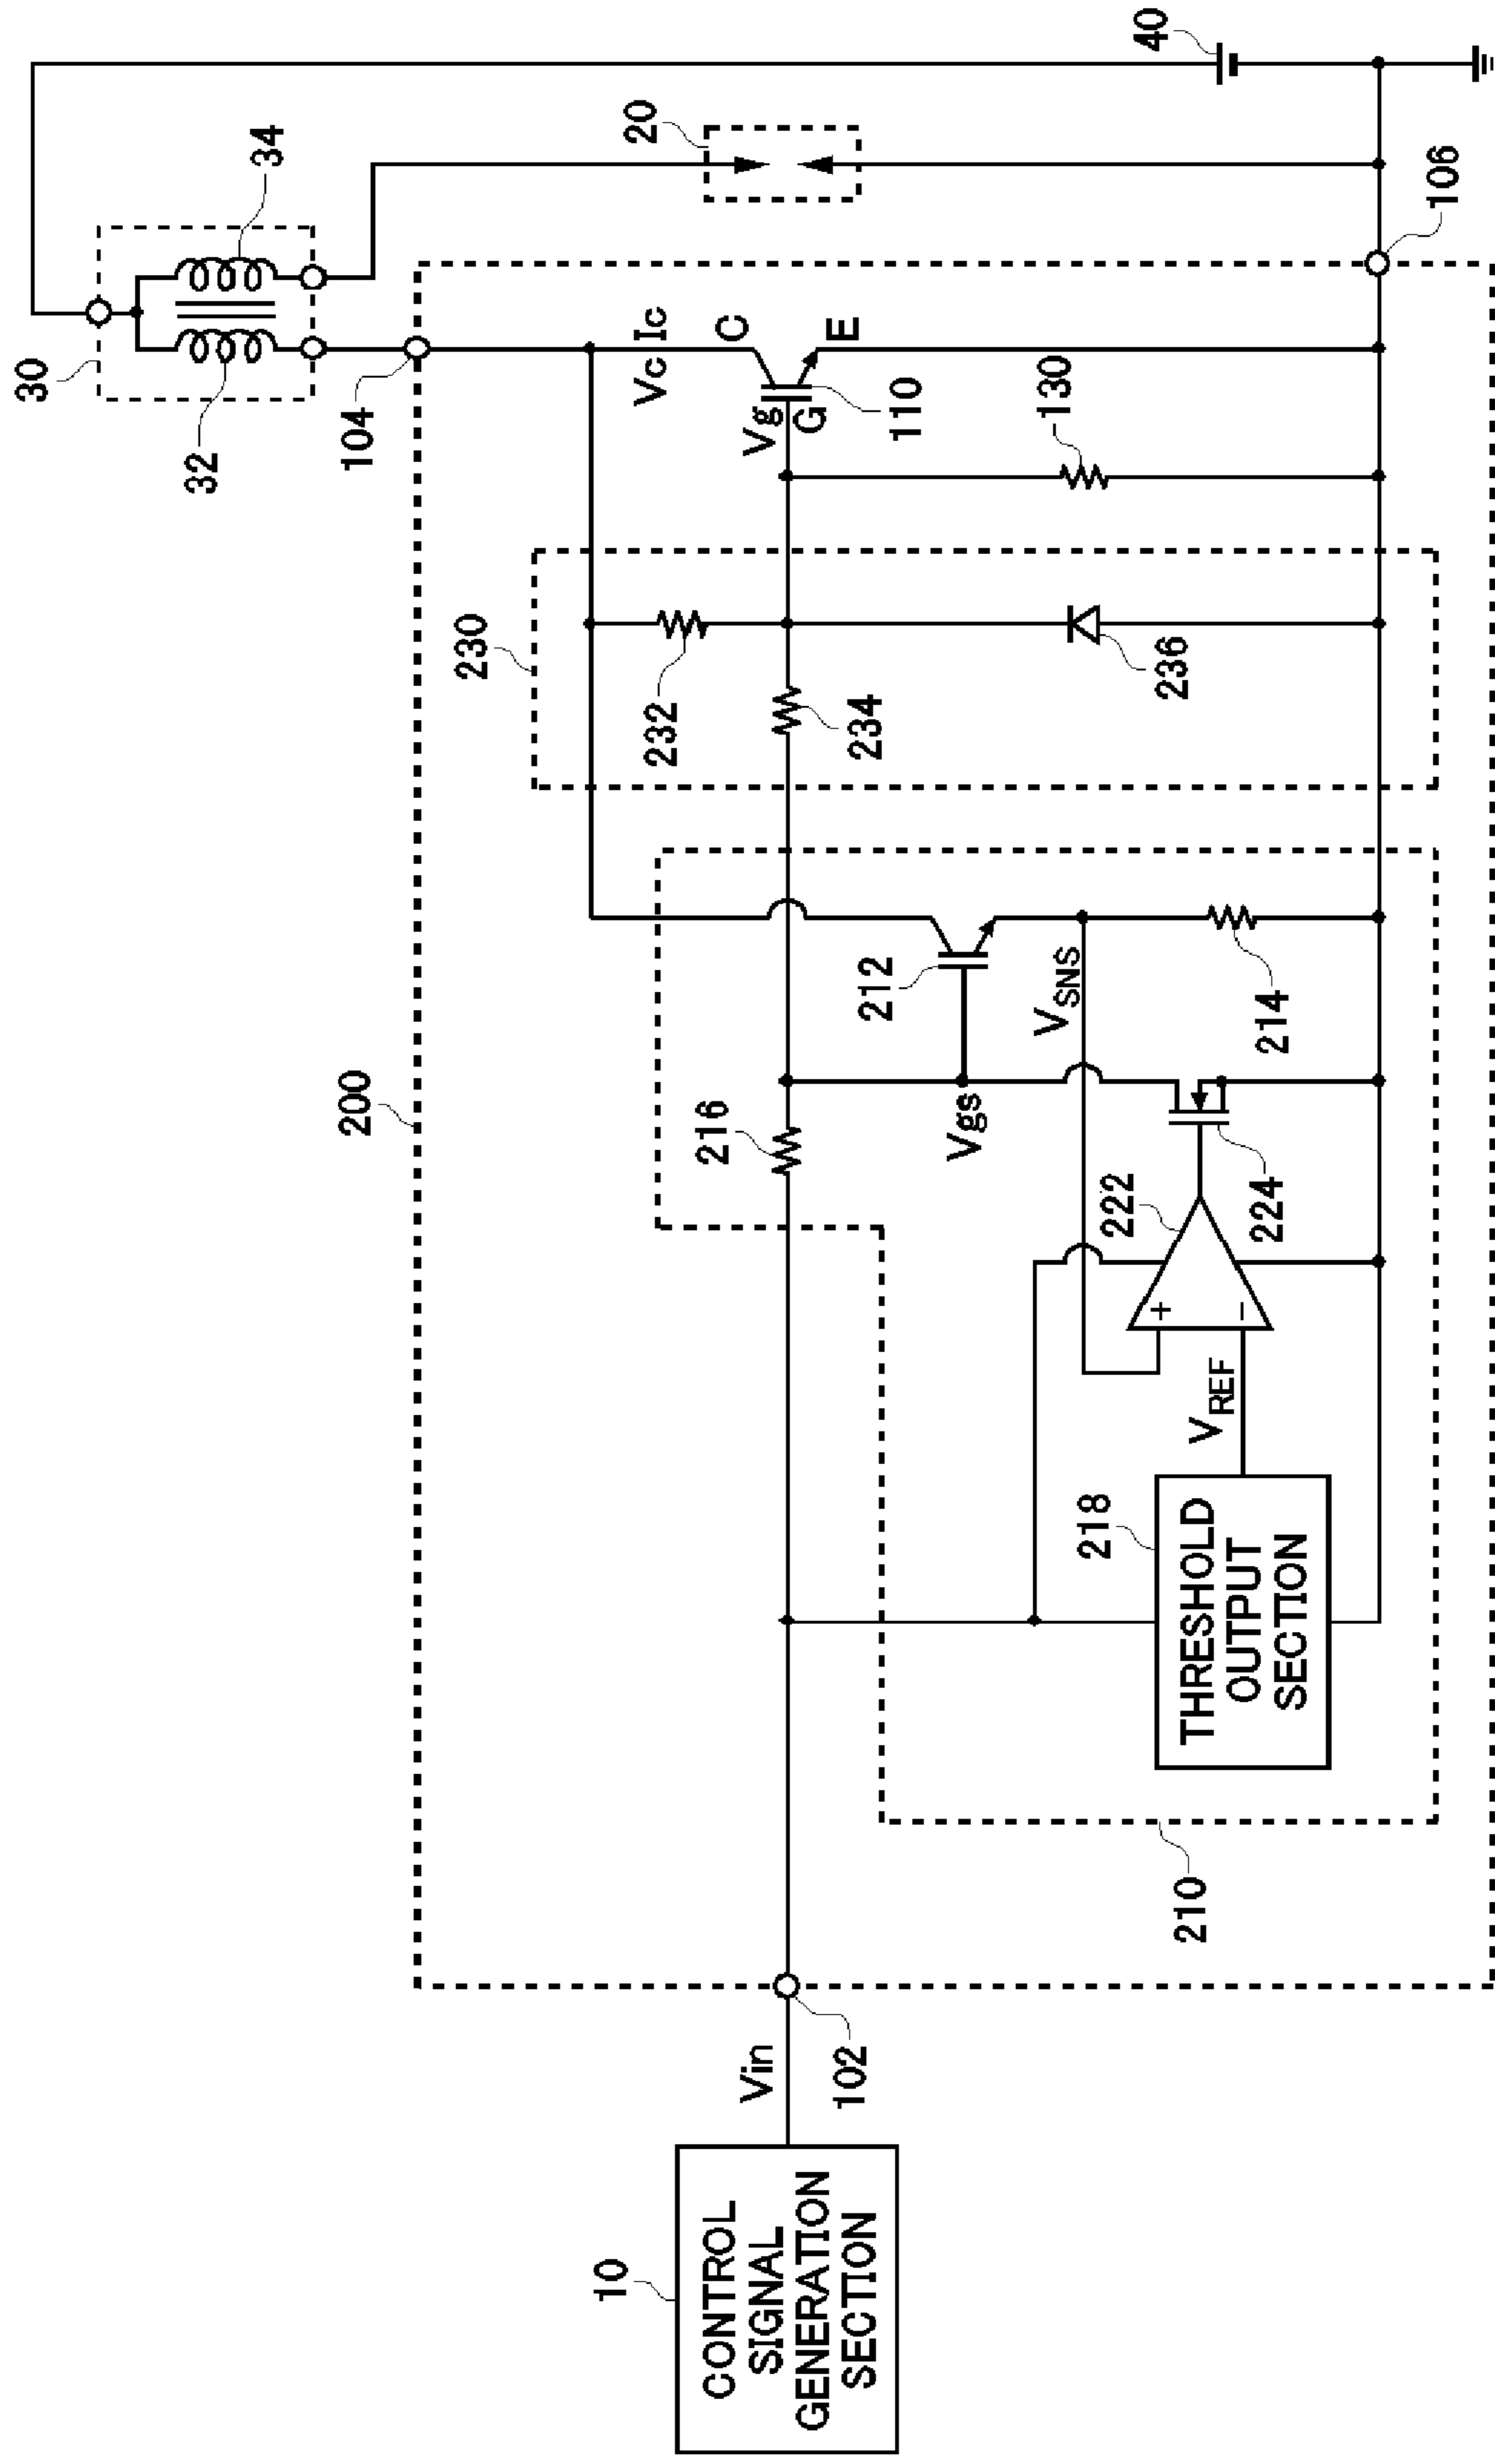 30
34
32
104
20
40
200
230
Vc Ic
C
E
Vg
G
110
130
106
232
234
236
216
212
Vgs
VSNS
214
222
224
+
−
VREF
218
THRESHOLD
OUTPUT
SECTION
210
Vin
102
10
CONTROL
SIGNAL
GENERATION
SECTION